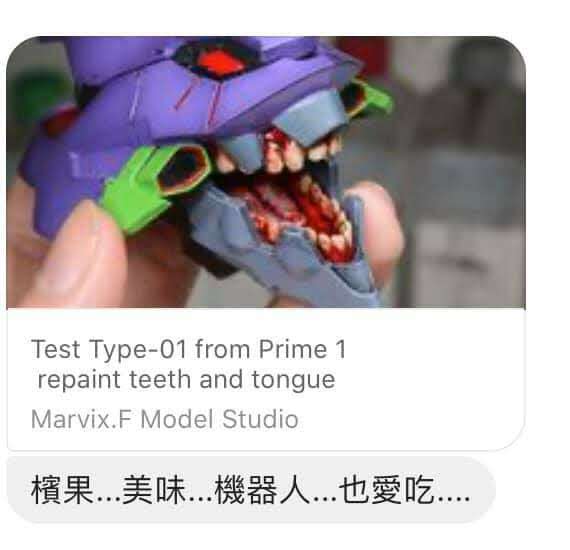 Test Type-01 from Prime 1
repaint teeth and tongue
Marvix.F Model Studio
檳果...美味...機器人...也愛吃....